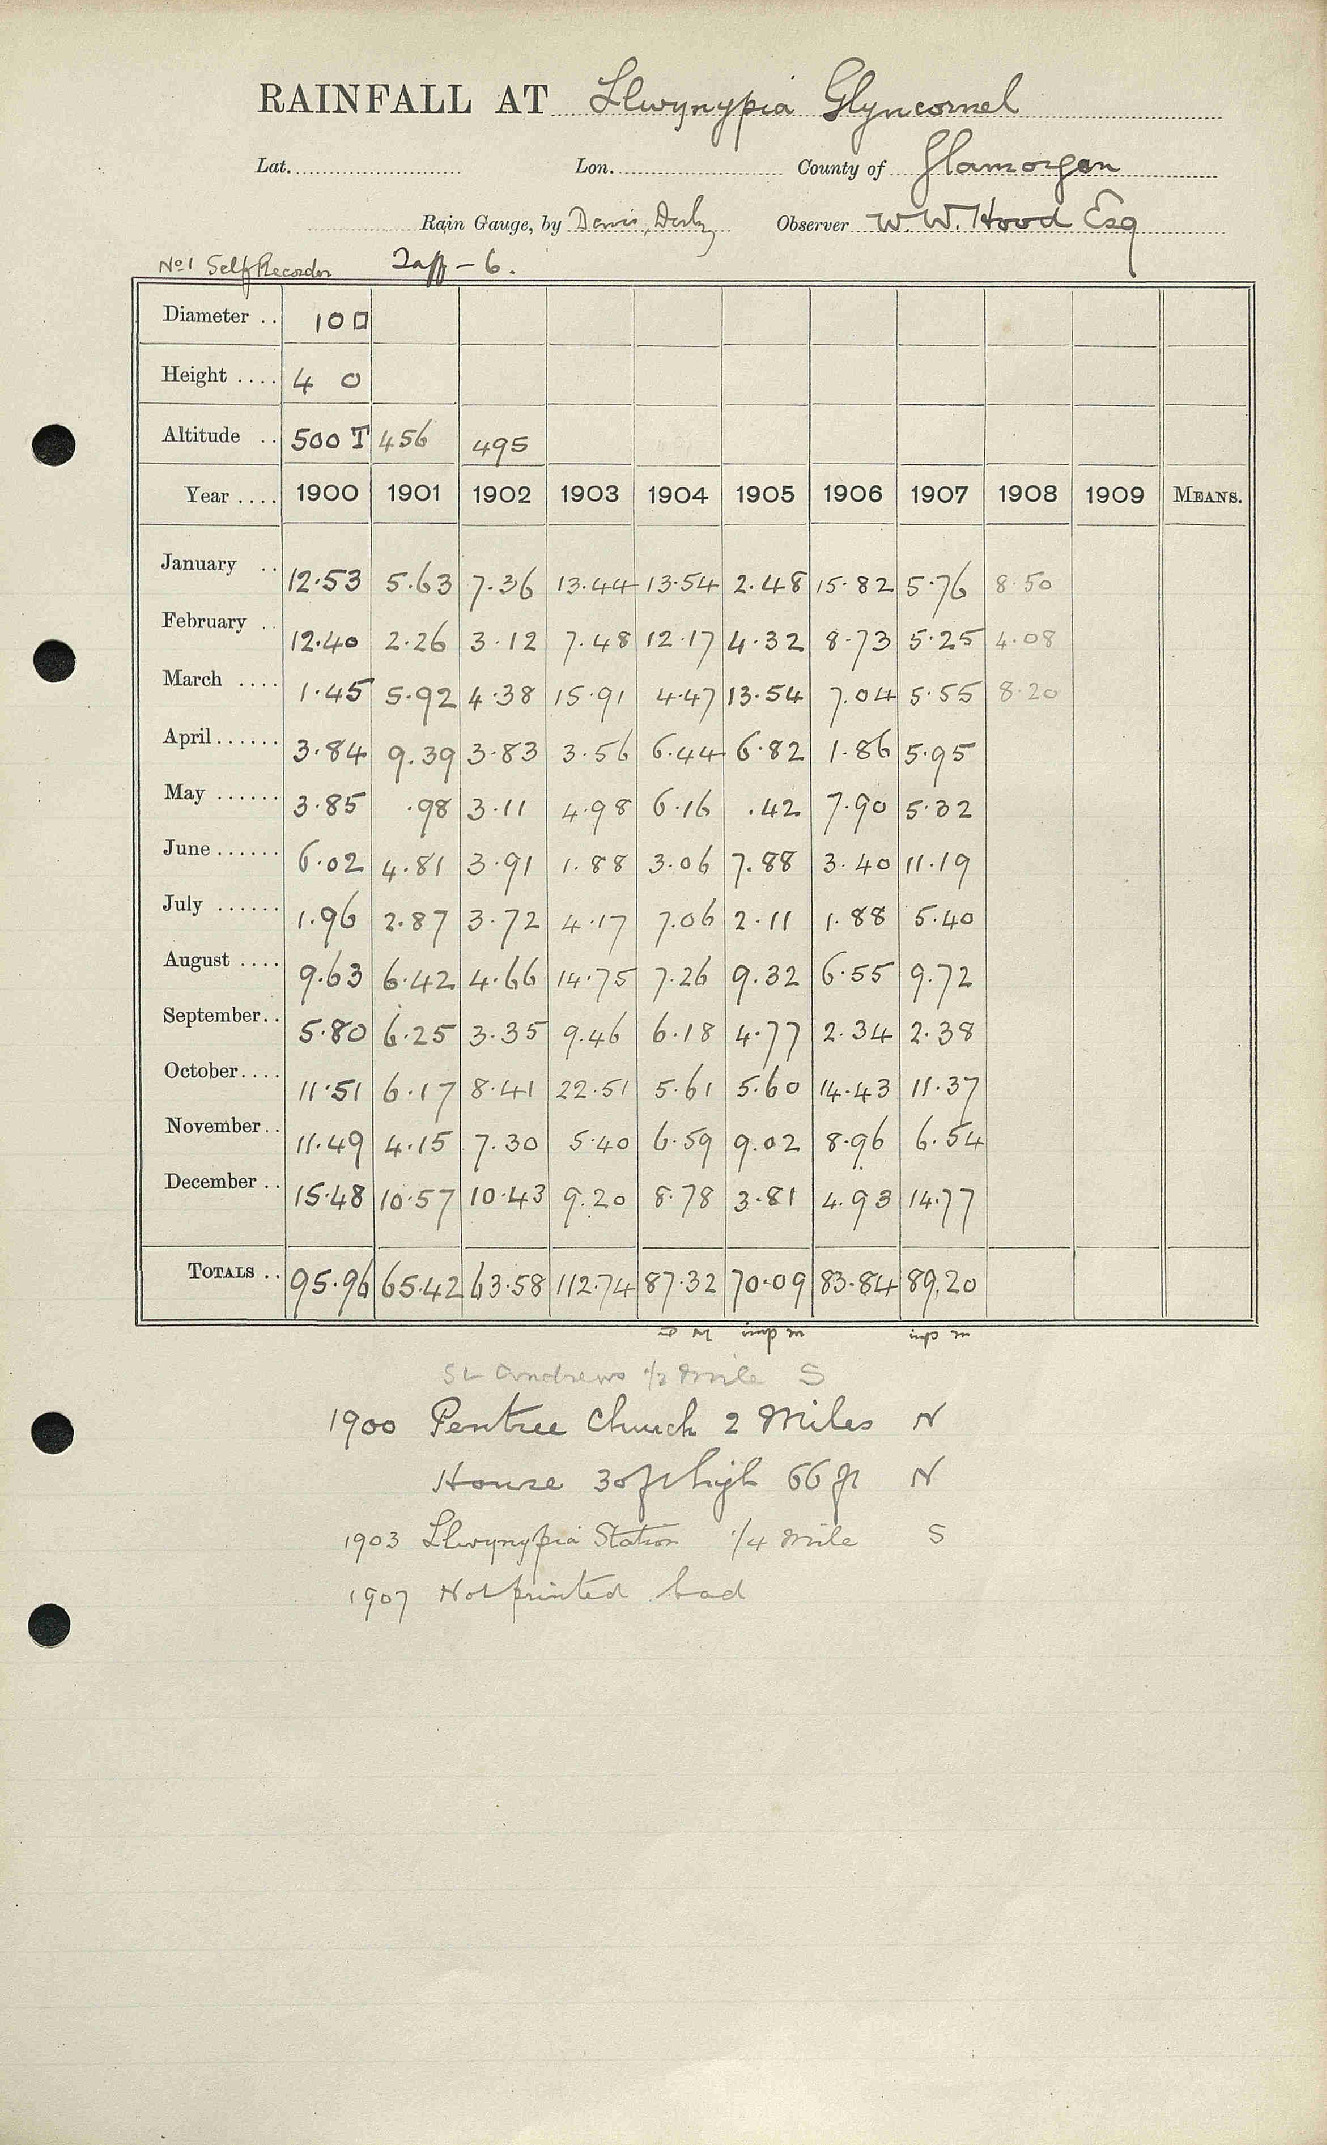 RAINFALL AT Llwynypia Glyncornel
Lat. Lon. County of Glamorgan
Rain Gauge, by Davis, Derby Observer W. W. Hood Esq
No 1 Self Recorder Taff - 6.
Diameter .. 10 □
Height .... 4 0
Altitude .. 500 T 456 495
Year .... 1900 1901 1902 1903 1904 1905 1906 1907 1908 1909 MEANS.
January .. 12.53 5.63 7.36 13.44 13.54 2.48 15.82 5.76 8.50
February .. 12.40 2.26 3.12 7.48 12.17 4.32 8.73 5.25 4.08
March .... 1.45 5.92 4.38 15.91 4.47 13.54 7.04 5.55 8.20
April...... 3.84 9.39 3.83 3.56 6.44 6.82 1.86 5.95
May ...... 3.85 .98 3.11 4.98 6.16 .42 7.90 5.32
June...... 6.02 4.81 3.91 1.88 3.06 7.88 3.40 11.19
July ...... 1.96 2.87 3.72 4.17 7.06 2.11 1.88 5.40
August .... 9.63 6.42 4.66 14.75 7.26 9.32 6.55 9.72
September.. 5.80 6.25 3.35 9.46 6.18 4.77 2.34 2.38
October.... 11.51 6.17 8.41 22.51 5.61 5.60 14.43 11.37
November.. 11.49 4.15 7.30 5.40 6.59 9.02 8.96 6.54
December .. 15.48 10.57 10.43 9.20 8.78 3.81 4.93 14.77
TOTALS .. 95.96 65.42 63.58 112.74 87.32 70.09 83.84 89.20
imp m inp m
St Andrews 1/2 Mile S
1900 Pentree Church 2 Miles N
House 30ft high 66 ft N
1903 Llwynypia Station 1/4 Mile S
1907 Not printed bad